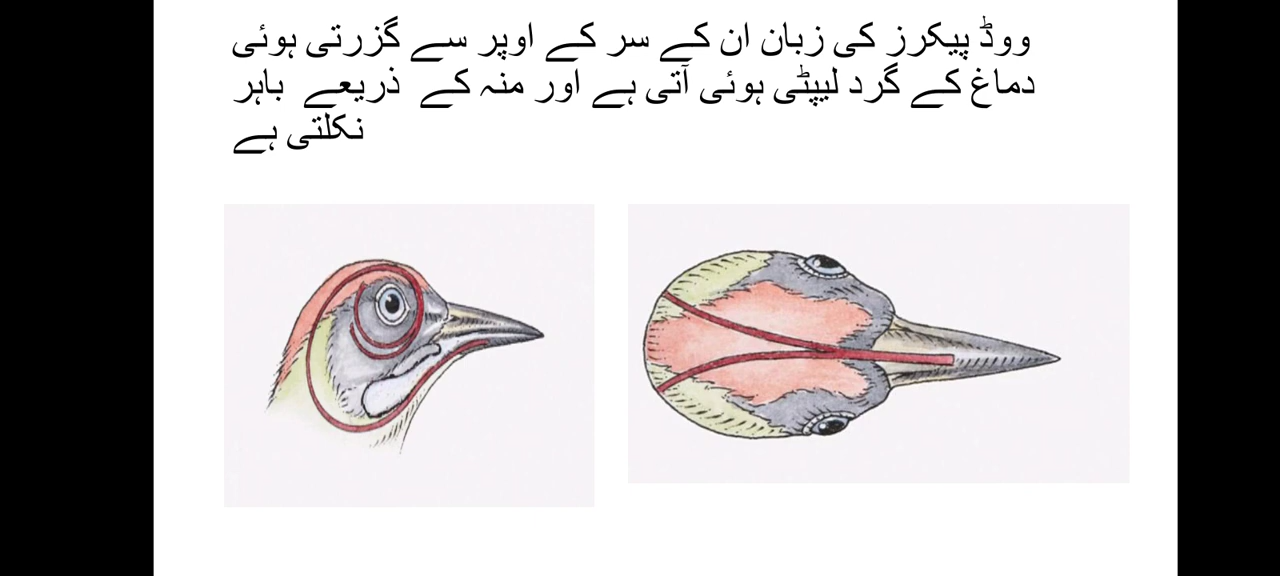 ووڈ پیکرز کی زبان ان کے سر کے اوپر سے گزرتی ہوئی
دماغ کے گرد لیپٹی ہوئی آتی ہے اور منہ کے ذریعے باہر
نکلتی ہے